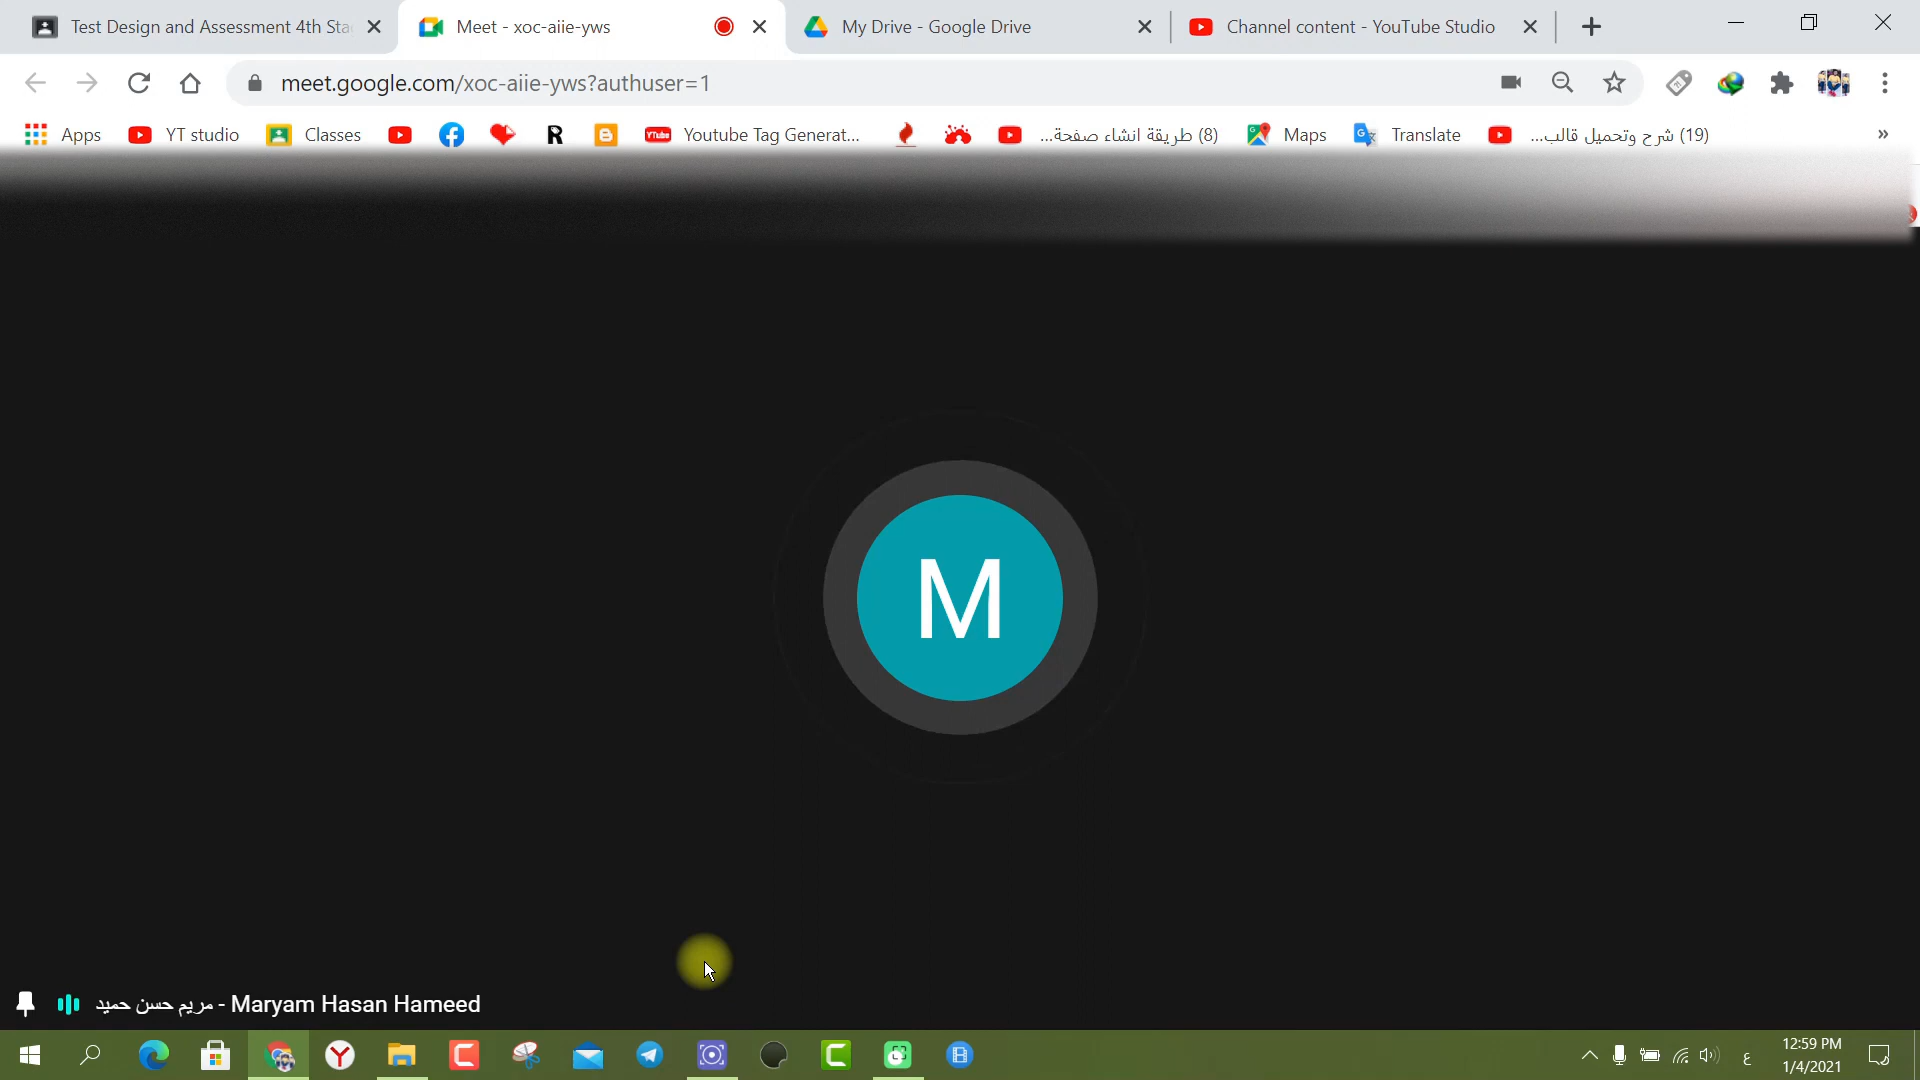 Test Design and Assessment 4th Sta
Meet - xoc-aiie-yws
My Drive - Google Drive
Channel content - YouTube Studio
meet.google.com/xoc-aiie-yws?authuser=1
Apps
YT studio
Classes
R
YTube
Youtube Tag Generat...
(8) طريقة انشاء صفحة...
Maps
Translate
(19) شرح وتحميل قالب...
»
M
مريم حسن حميد - Maryam Hasan Hameed
ع
12:59 PM
1/4/2021